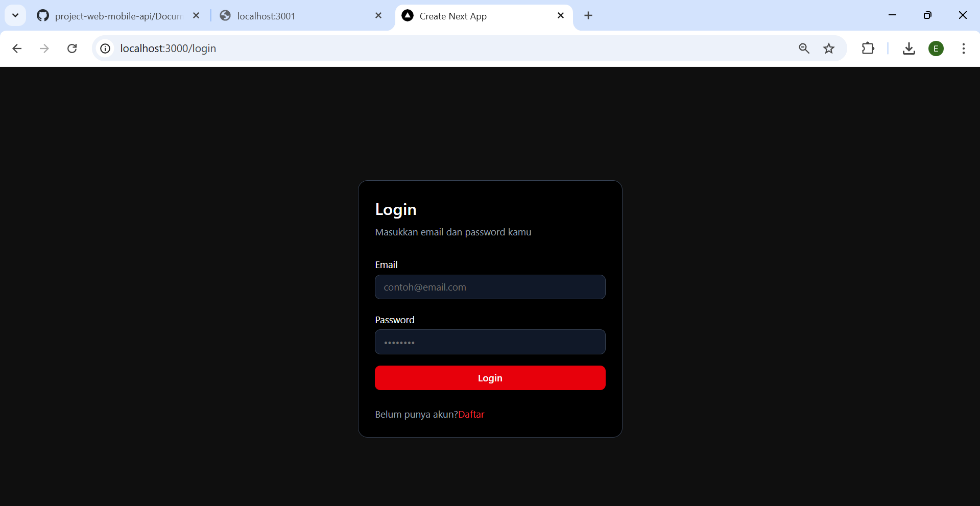 project-web-mobile-api/Docum
localhost:3001
Create Next App
localhost:3000/login
E
Login
Masukkan email dan password kamu
Email
contoh@email.com
Password
••••••••
Login
Belum punya akun?Daftar